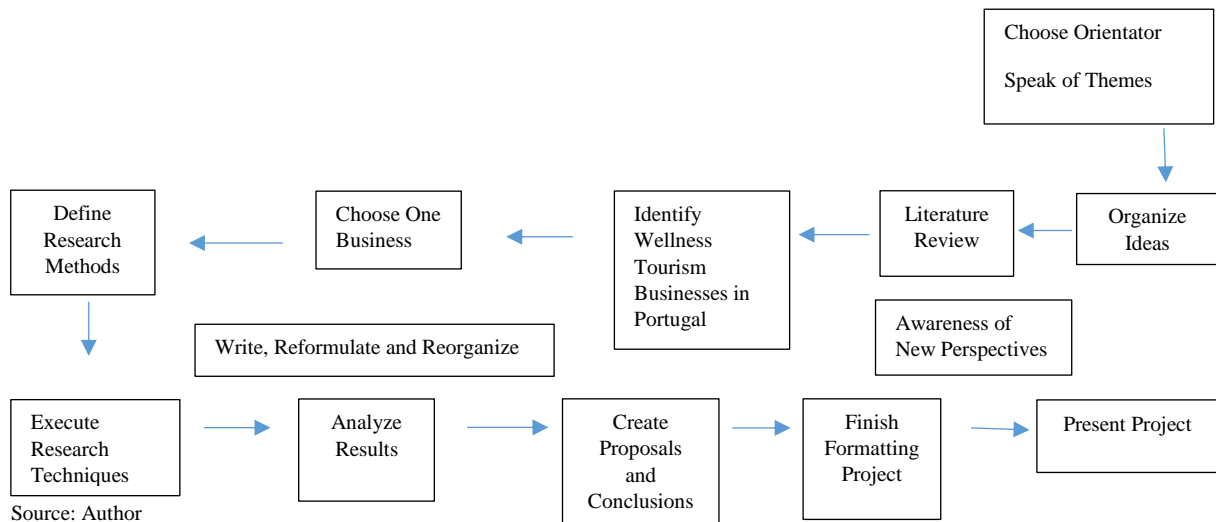 Choose Orientator
Speak of Themes
Organize
Ideas
Literature
Review
Identify
Wellness
Tourism
Businesses in
Portugal
Choose One
Business
Define
Research
Methods
Awareness of
New Perspectives
Write, Reformulate and Reorganize
Execute
Research
Techniques
Analyze
Results
Create
Proposals
and
Conclusions
Finish
Formatting
Project
Present Project
Source: Author